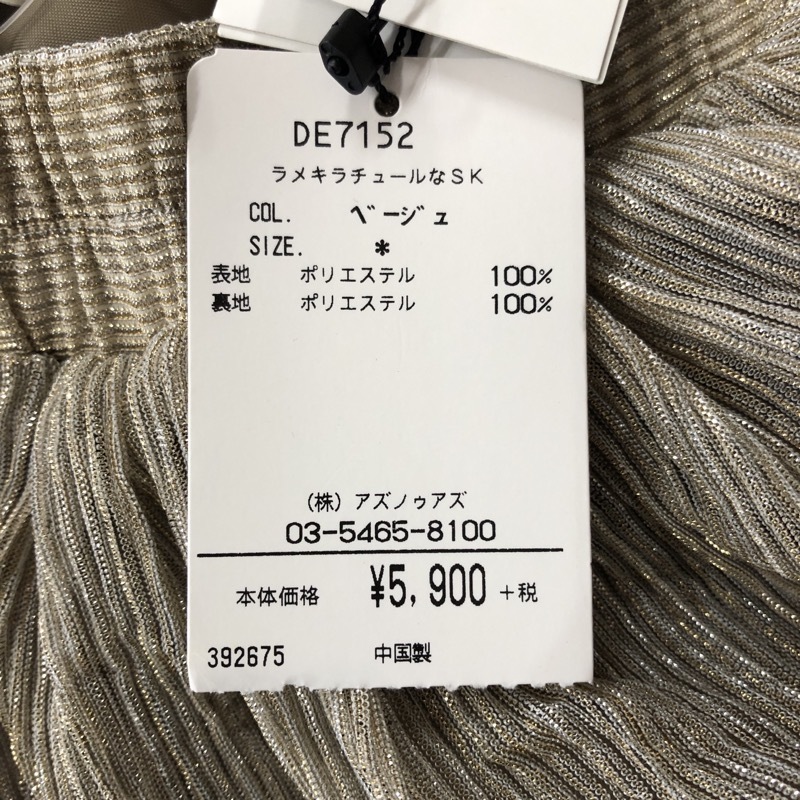 DE7152
ラメキラチュールなSK
COL. ベージュ
SIZE. *
表地 ポリエステル 100%
裏地 ポリエステル 100%
(株) アズノゥアズ
03-5465-8100
本体価格 ¥5,900 +税
392675 中国製